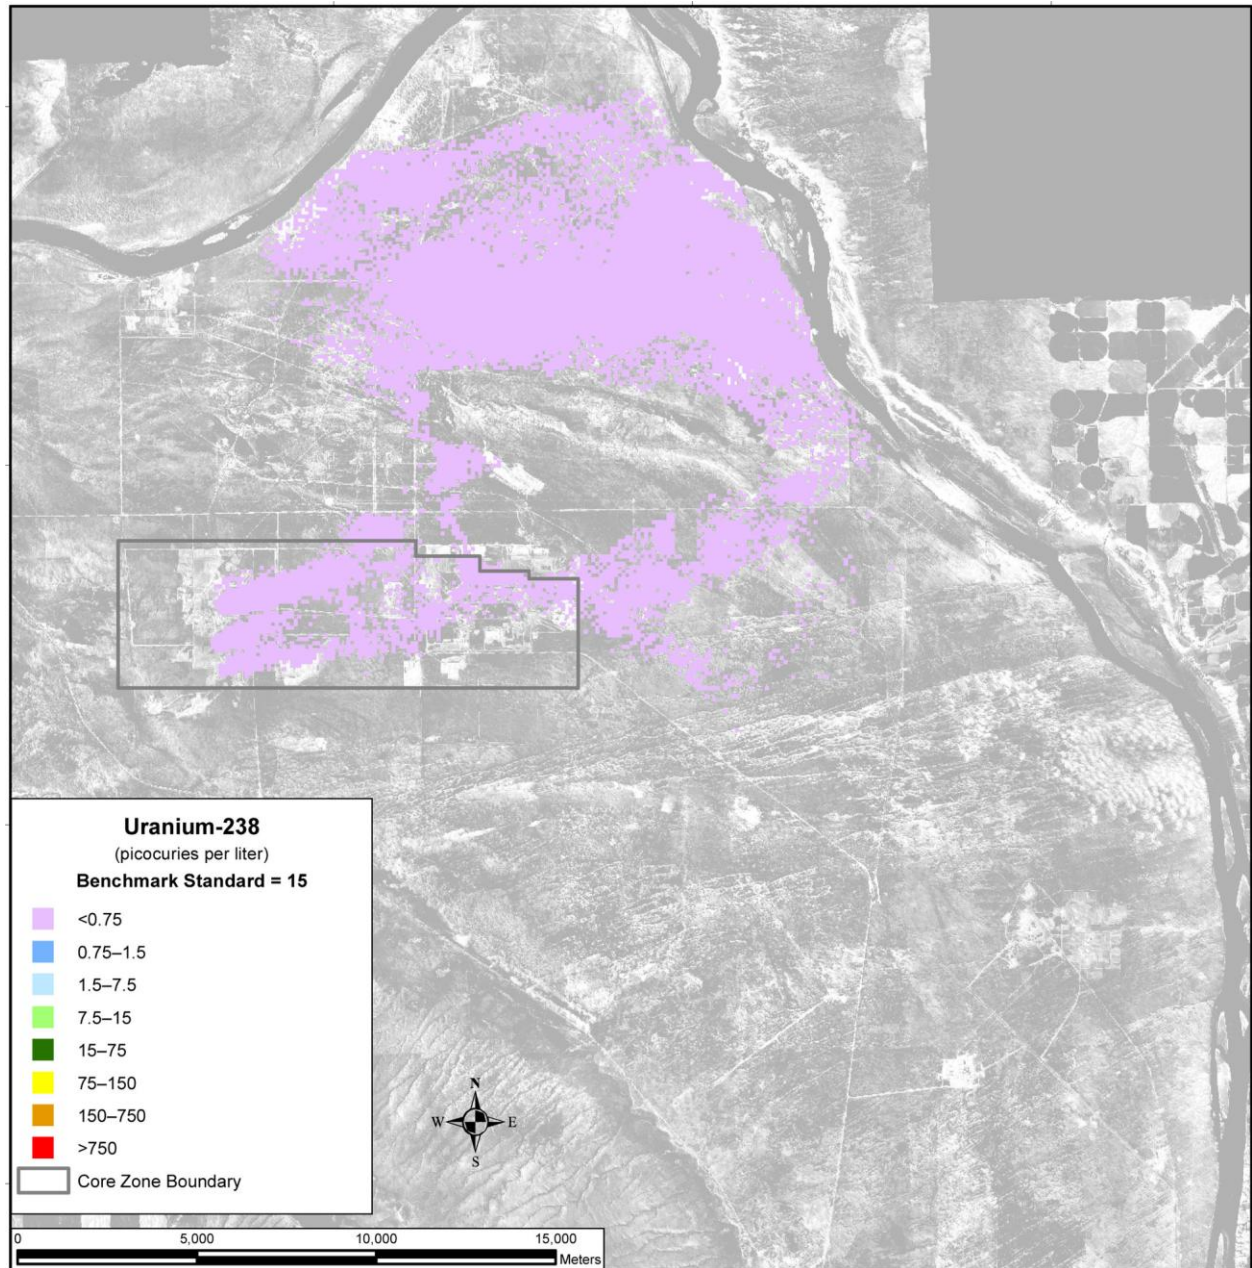 Uranium-238
(picocuries per liter)
Benchmark Standard = 15
<0.75
0.75–1.5
1.5–7.5
7.5–15
15–75
75–150
150–750
>750
Core Zone Boundary
N
W E
S
0 5,000 10,000 15,000
Meters